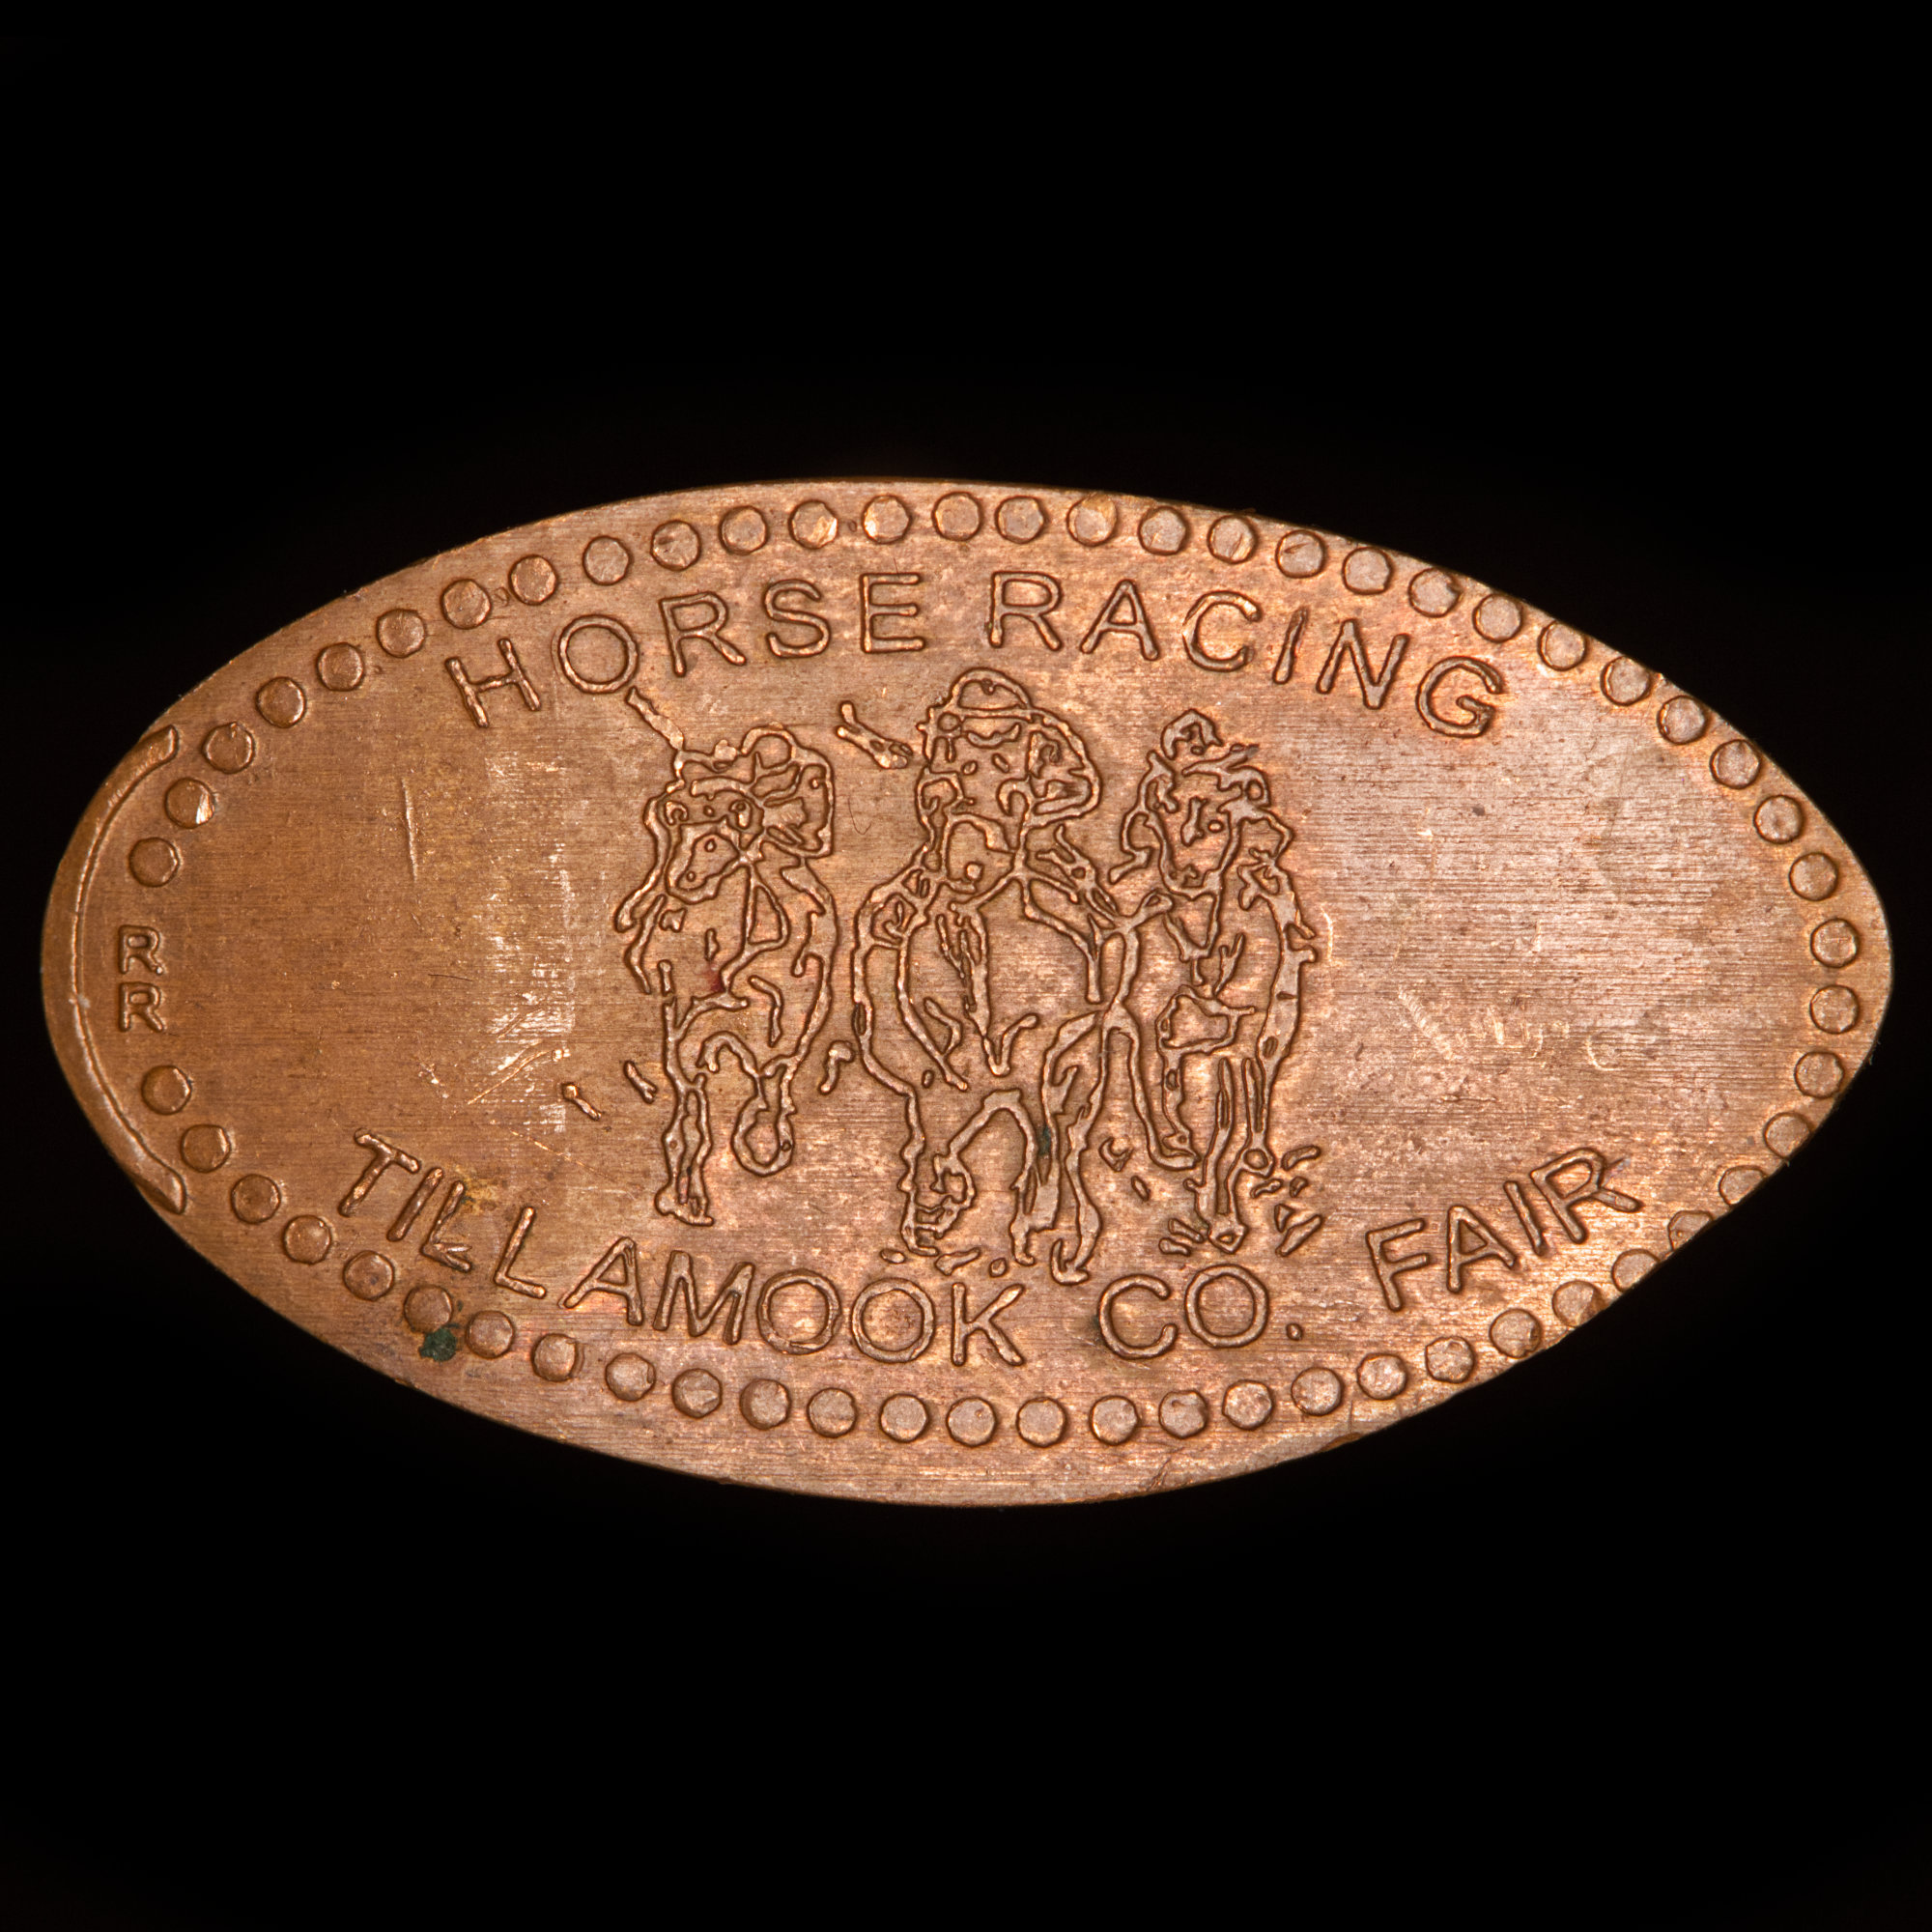 HORSE RACING
R
R
TILLAMOOK CO. FAIR